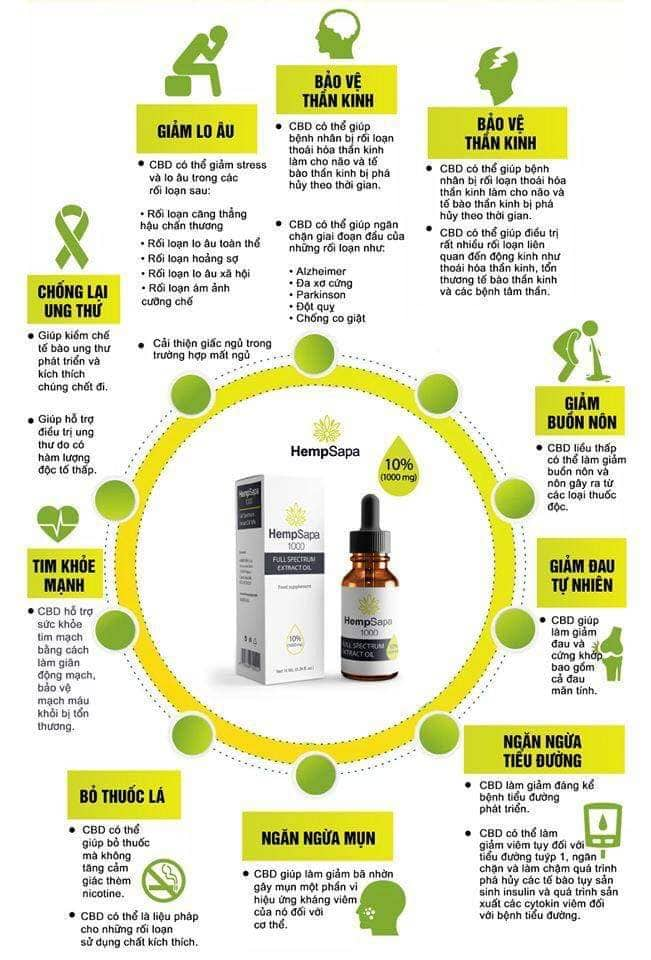 GIẢM LO ÂU
• CBD có thể giảm stress
và lo âu trong các
rối loạn sau:
• Rối loạn căng thẳng
hậu chấn thương
• Rối loạn lo âu toàn thể
• Rối loạn hoảng sợ
• Rối loạn lo âu xã hội
• Rối loạn ám ảnh
cưỡng chế
• Cải thiện giấc ngủ trong
trường hợp mất ngủ
BẢO VỆ
THẦN KINH
• CBD có thể giúp
bệnh nhân bị rối loạn
thoái hóa thần kinh
làm cho não và tế
bào thần kinh bị phá
hủy theo thời gian.
• CBD có thể giúp ngăn
chặn giai đoạn đầu của
những rối loạn như:
• Alzheimer
• Đa xơ cứng
• Parkinson
• Đột quỵ
• Chống co giật
BẢO VỆ
THẦN KINH
• CBD có thể giúp bệnh
nhân bị rối loạn thoái hóa
thần kinh làm cho não và
tế bào thần kinh bị phá
hủy theo thời gian.
• CBD có thể giúp điều trị
rất nhiều rối loạn liên
quan đến động kinh như
thoái hóa thần kinh, tổn
thương tế bào thần kinh
và các bệnh tâm thần.
CHỐNG LẠI
UNG THƯ
• Giúp kiềm chế
tế bào ung thư
phát triển và
kích thích
chúng chết đi.
• Giúp hỗ trợ
điều trị ung
thư do có
hàm lượng
độc tố thấp.
GIẢM
BUỒN NÔN
• CBD liều thấp
có thể làm giảm
buồn nôn và
nôn gây ra từ
các loại thuốc
độc.
HempSapa
10%
(1000 mg)
HempSapa
1000
HempSapa
1000
FULL SPECTRUM
EXTRACT OIL
Food supplement
10%
(1000mg)
HempSapa
1000
FULL SPECTRUM
EXTRACT OIL
10%
TIM KHỎE
MẠNH
• CBD hỗ trợ
sức khỏe
tim mạch
bằng cách
làm giãn
động mạch,
bảo vệ
mạch máu
khỏi bị tổn
thương.
GIẢM ĐAU
TỰ NHIÊN
• CBD giúp
làm giảm
đau và
cứng khớp
bao gồm
cả đau
mãn tính.
NGĂN NGỪA
TIỂU ĐƯỜNG
• CBD làm giảm đáng kể
bệnh tiểu đường
phát triển.
• CBD có thể làm
giảm viêm tụy đối với
tiểu đường tuýp 1, ngăn
chặn và làm chậm quá trình
phá hủy các tế bào tụy sản
sinh insulin và quá trình sản
xuất các cytokin viêm đối
với bệnh tiểu đường.
BỎ THUỐC LÁ
• CBD có thể
giúp bỏ thuốc
mà không
tăng cảm
giác thèm
nicotine.
• CBD có thể là liệu pháp
cho những rối loạn
sử dụng chất kích thích.
NGĂN NGỪA MỤN
• CBD giúp làm giảm bã nhờn
gây mụn một phần vì
hiệu ứng kháng viêm
của nó đối với
cơ thể.